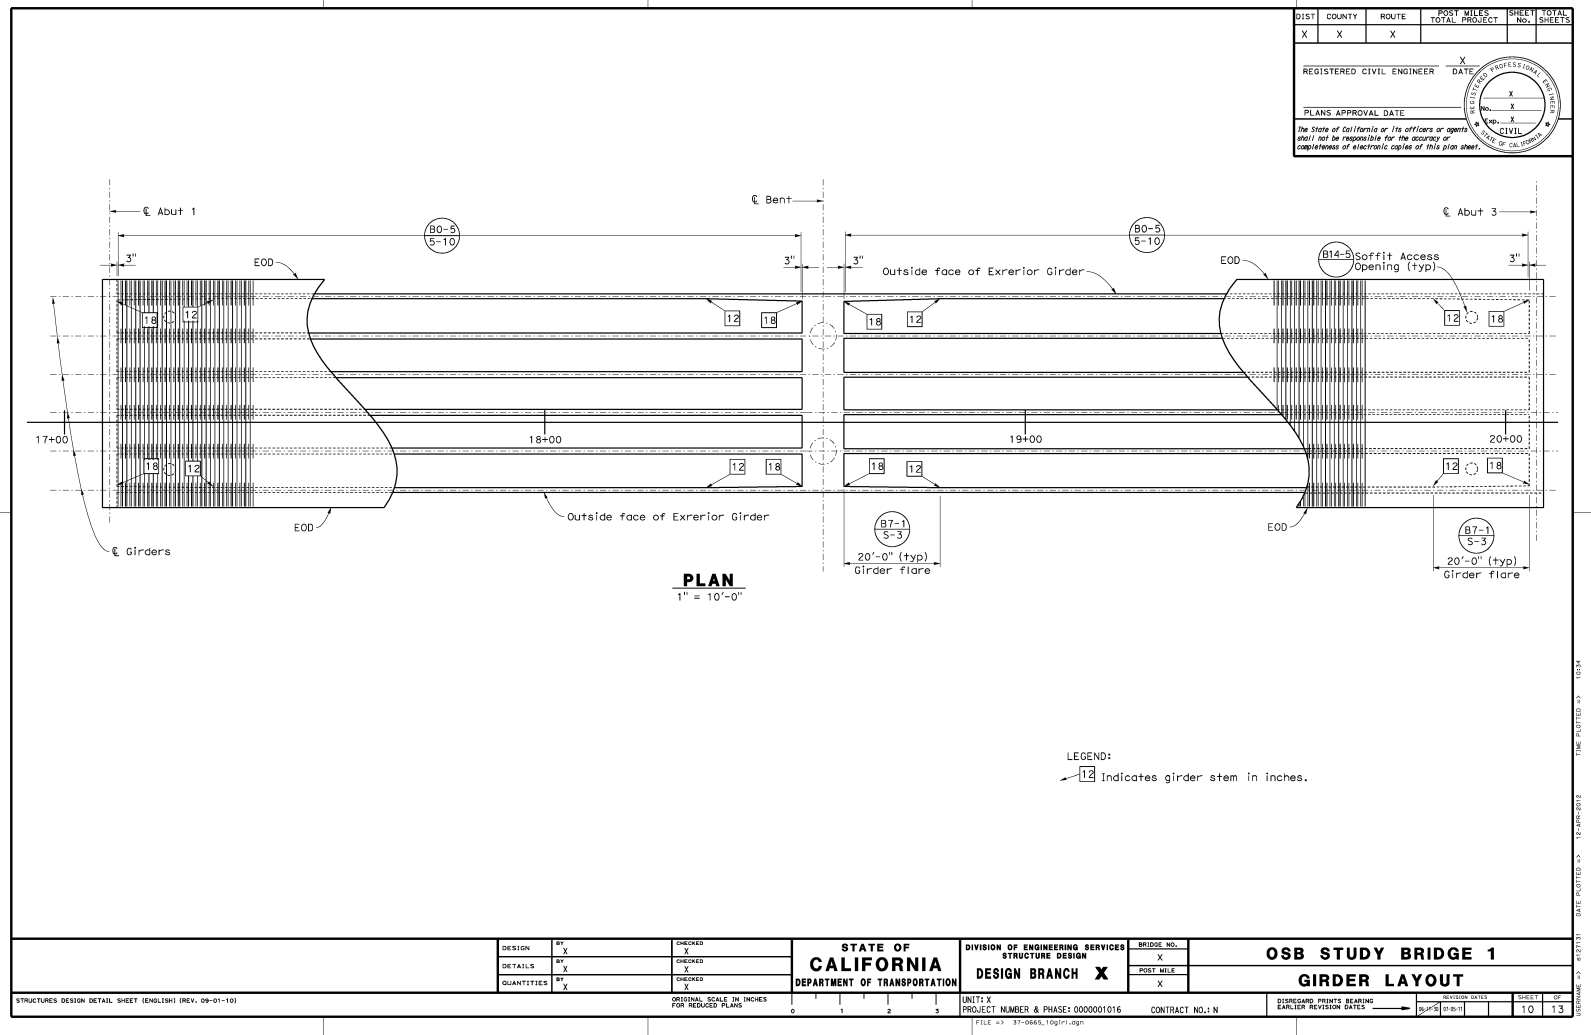 DIST COUNTY ROUTE POST MILES TOTAL PROJECT SHEET No. TOTAL SHEETS
X X X
X
REGISTERED CIVIL ENGINEER DATE
PLANS APPROVAL DATE
REGISTERED PROFESSIONAL ENGINEER
X
No. X
Exp. X
CIVIL
STATE OF CALIFORNIA
The State of California or its officers or agents
shall not be responsible for the accuracy or
completeness of electronic copies of this plan sheet.
℄ Bent
℄ Abut 1
℄ Abut 3
B0-5
5-10
B0-5
5-10
3"
EOD
3"
3"
Outside face of Exrerior Girder
EOD
B14-5
Soffit Access
Opening (typ)
3"
18 12 12 18 18 12 12 18
17+00 18+00 19+00 20+00
18 12 12 18 18 12 12 18
EOD
Outside face of Exrerior Girder
B7-1
S-3
EOD
B7-1
S-3
℄ Girders
20'-0" (typ)
Girder flare
20'-0" (typ)
Girder flare
PLAN
1" = 10'-0"
LEGEND:
12 Indicates girder stem in inches.
TIME PLOTTED => 10:34
DATE PLOTTED => 12-APR-2012
USERNAME => s127131
DESIGN BY X CHECKED X
DETAILS BY X CHECKED X
QUANTITIES BY X CHECKED X
STATE OF
CALIFORNIA
DEPARTMENT OF TRANSPORTATION
DIVISION OF ENGINEERING SERVICES
STRUCTURE DESIGN
DESIGN BRANCH X
BRIDGE NO.
X
POST MILE
X
OSB STUDY BRIDGE 1
GIRDER LAYOUT
STRUCTURES DESIGN DETAIL SHEET (ENGLISH) (REV. 09-01-10)
ORIGINAL SCALE IN INCHES
FOR REDUCED PLANS
0 1 2 3
UNIT: X
PROJECT NUMBER & PHASE: 0000001016 CONTRACT NO.: N
DISREGARD PRINTS BEARING
EARLIER REVISION DATES
REVISION DATES
07-05-11
SHEET OF
10 13
FILE => 37-0665_10girl.dgn